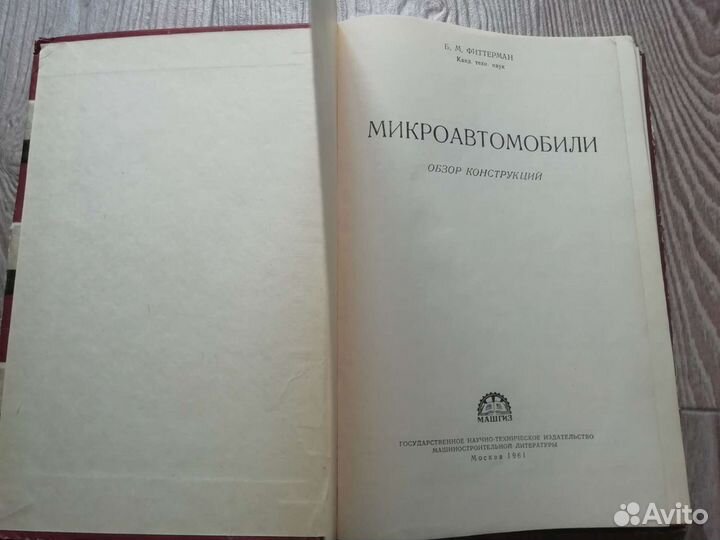 Б. М. ФИТТЕРМАН
Канд. техн. наук
МИКРОАВТОМОБИЛИ
ОБЗОР КОНСТРУКЦИЙ
МАШГИЗ
ГОСУДАРСТВЕННОЕ НАУЧНО-ТЕХНИЧЕСКОЕ ИЗДАТЕЛЬСТВО
МАШИНОСТРОИТЕЛЬНОЙ ЛИТЕРАТУРЫ
Москва 1961
Avito